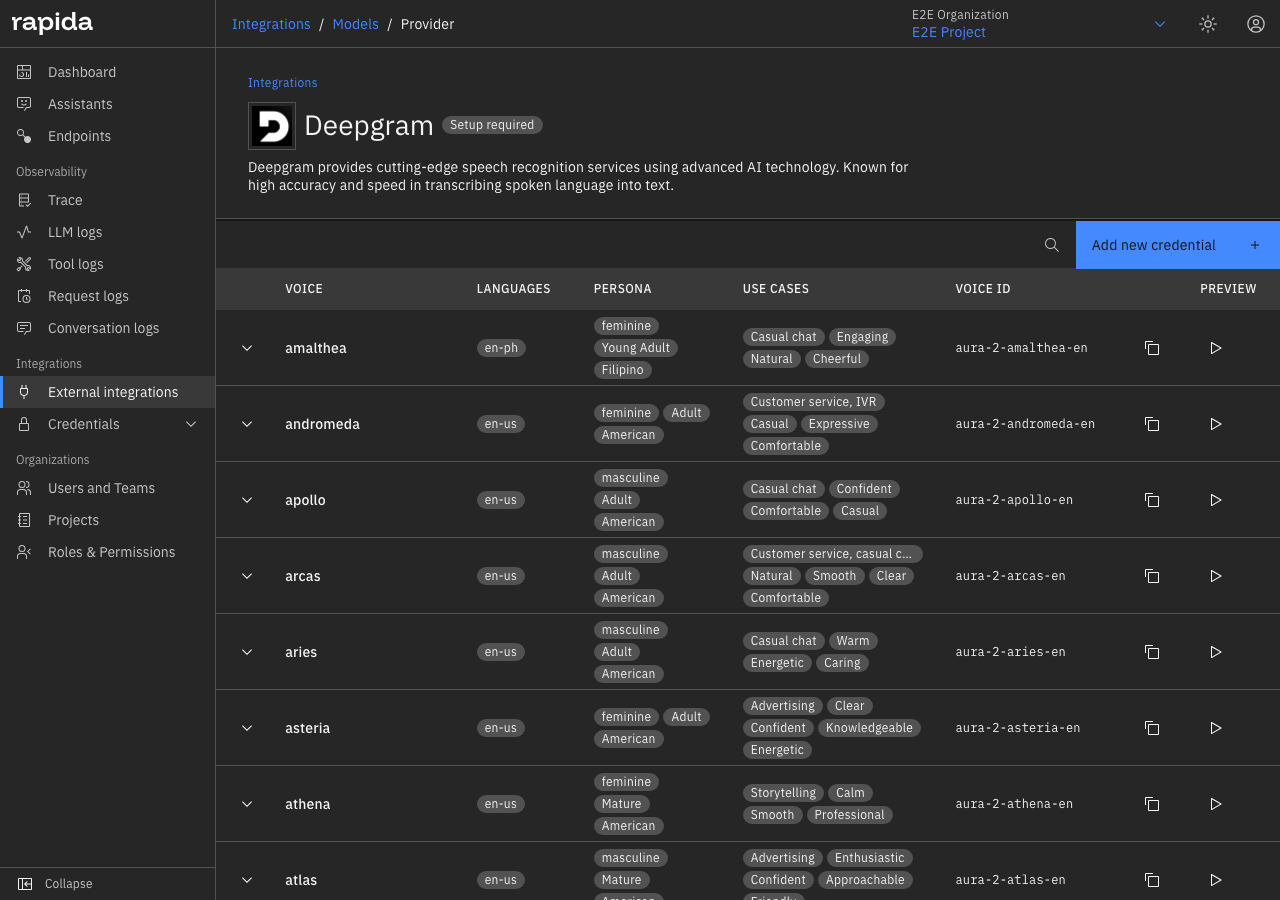 rapida
Integrations / Models / Provider
E2E Organization
E2E Project
Dashboard
Assistants
Endpoints
Observability
Trace
LLM logs
Tool logs
Request logs
Conversation logs
Integrations
External integrations
Credentials
Organizations
Users and Teams
Projects
Roles & Permissions
Collapse
Integrations
Deepgram Setup required
Deepgram provides cutting-edge speech recognition services using advanced AI technology. Known for
high accuracy and speed in transcribing spoken language into text.
Add new credential +
VOICE LANGUAGES PERSONA USE CASES VOICE ID PREVIEW
amalthea
en-ph
feminine
Young Adult
Filipino
Casual chat Engaging
Natural Cheerful
aura-2-amalthea-en
andromeda
en-us
feminine Adult
American
Customer service, IVR
Casual Expressive
Comfortable
aura-2-andromeda-en
apollo
en-us
masculine
Adult
American
Casual chat Confident
Comfortable Casual
aura-2-apollo-en
arcas
en-us
masculine
Adult
American
Customer service, casual c...
Natural Smooth Clear
Comfortable
aura-2-arcas-en
aries
en-us
masculine
Adult
American
Casual chat Warm
Energetic Caring
aura-2-aries-en
asteria
en-us
feminine Adult
American
Advertising Clear
Confident Knowledgeable
Energetic
aura-2-asteria-en
athena
en-us
feminine
Mature
American
Storytelling Calm
Smooth Professional
aura-2-athena-en
atlas
en-us
masculine
Mature
American
Advertising Enthusiastic
Confident Approachable
Friendly
aura-2-atlas-en